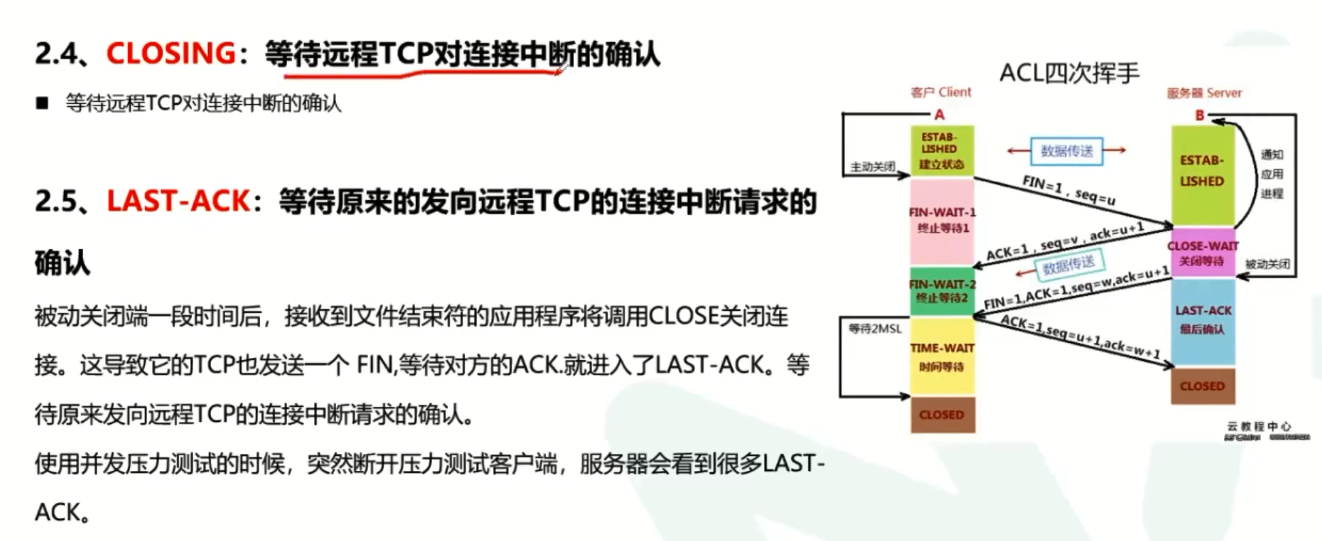 2.4、CLOSING：等待远程TCP对连接中断的确认
■ 等待远程TCP对连接中断的确认
2.5、LAST-ACK：等待原来的发向远程TCP的连接中断请求的
确认
被动关闭端一段时间后，接收到文件结束符的应用程序将调用CLOSE关闭连
接。这导致它的TCP也发送一个 FIN,等待对方的ACK.就进入了LAST-ACK。等
待原来发向远程TCP的连接中断请求的确认。
使用并发压力测试的时候，突然断开压力测试客户端，服务器会看到很多LAST-
ACK。
ACL四次挥手
客户 Client
服务器 Server
A
B
ESTAB-
LISHED
建立状态
主动关闭
数据传送
ESTAB-
LISHED
通知
应用
进程
FIN=1，seq=u
FIN-WAIT-1
终止等待1
ACK=1，seq=v，ack=u+1
CLOSE-WAIT
关闭等待
数据传送
被动关闭
FIN-WAIT-2
终止等待2
FIN=1,ACK=1,seq=w,ack=u+1
LAST-ACK
最后确认
等待2MSL
ACK=1,seq=u+1,ack=w+1
TIME-WAIT
时间等待
CLOSED
CLOSED
云教程中心